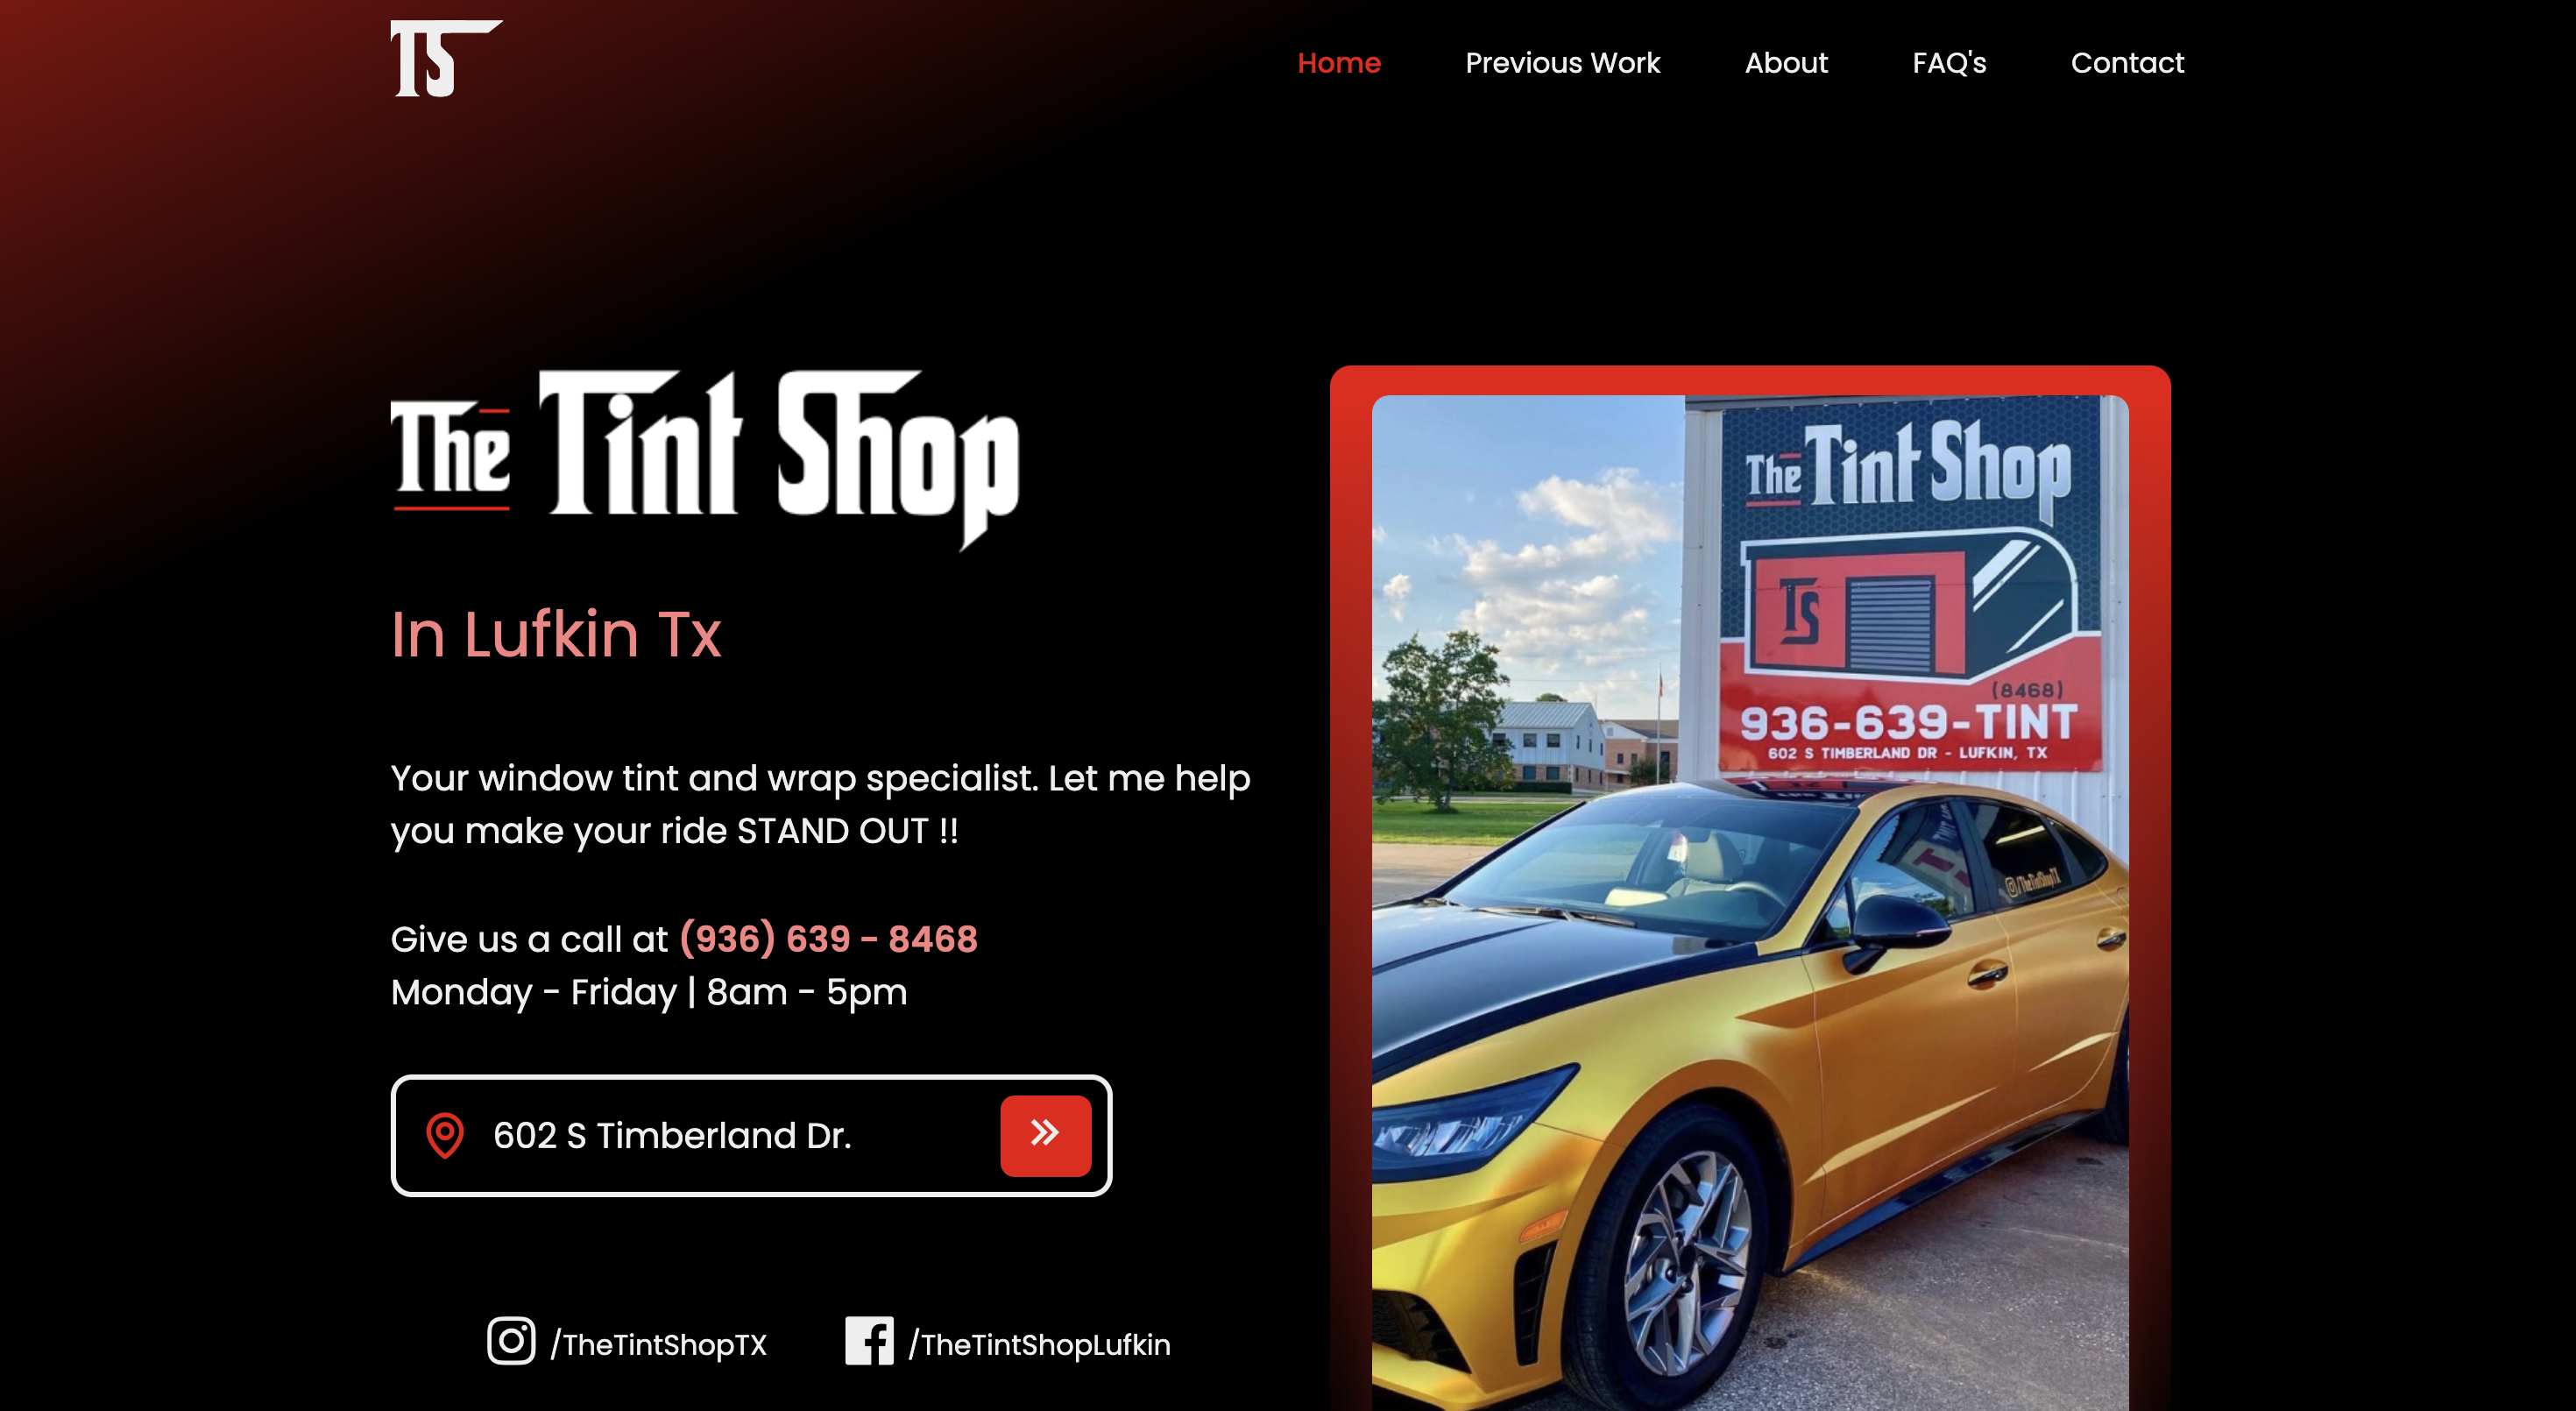 TS
Home Previous Work About FAQ's Contact
The Tint Shop
In Lufkin Tx
Your window tint and wrap specialist. Let me help
you make your ride STAND OUT !!
Give us a call at (936) 639 - 8468
Monday - Friday | 8am - 5pm
602 S Timberland Dr.
/TheTintShopTX /TheTintShopLufkin
The Tint Shop
TS
(8468)
936-639-TINT
602 S TIMBERLAND DR - LUFKIN, TX
/TheTintShopTX